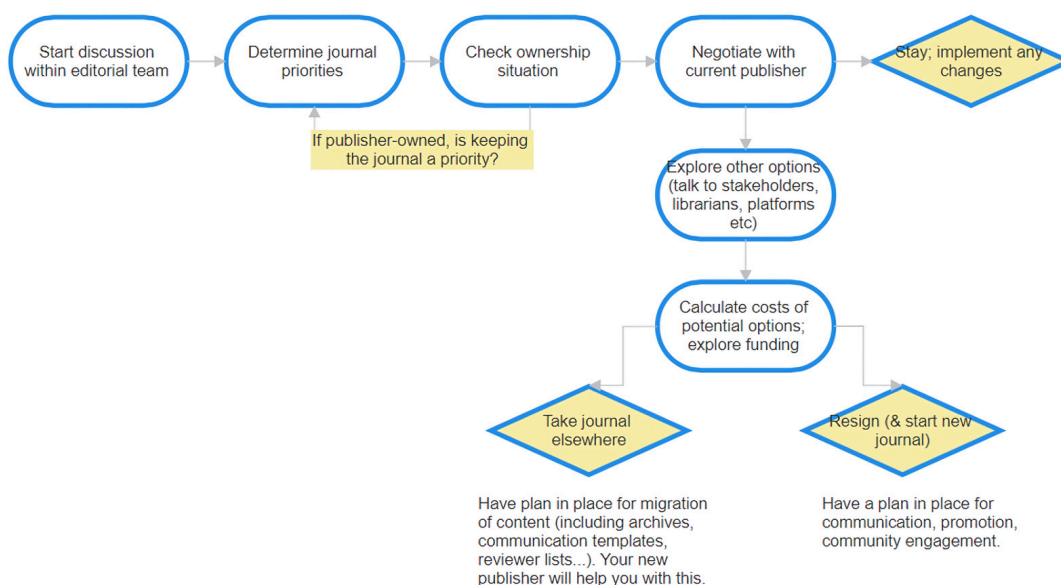 Start discussion
within editorial team
Determine journal
priorities
Check ownership
situation
Negotiate with
current publisher
Stay; implement any
changes
If publisher-owned, is keeping
the journal a priority?
Explore other options
(talk to stakeholders,
librarians, platforms
etc)
Calculate costs of
potential options;
explore funding
Take journal
elsewhere
Resign (& start new
journal)
Have plan in place for migration
of content (including archives,
communication templates,
reviewer lists...). Your new
publisher will help you with this.
Have a plan in place for
communication, promotion,
community engagement.